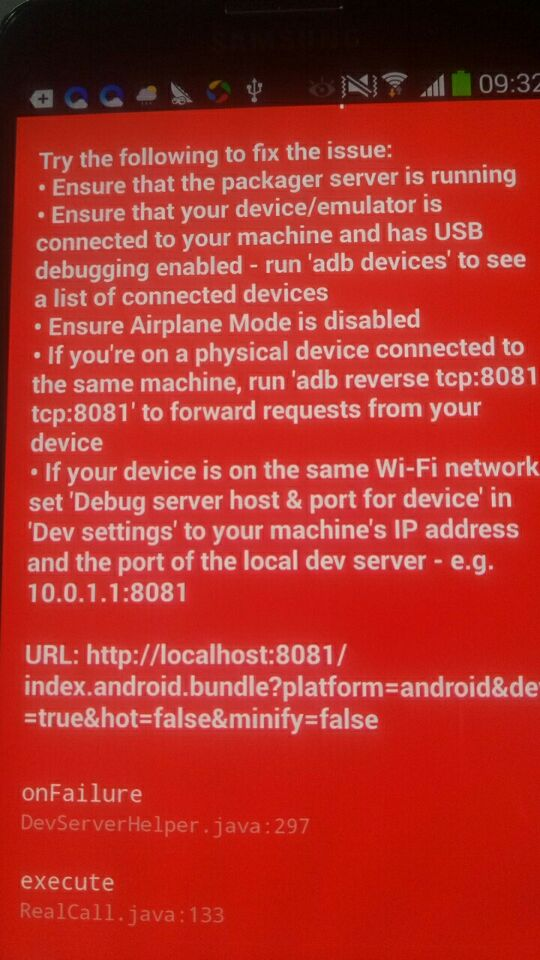 SAMSUNG
09:32
Try the following to fix the issue:
• Ensure that the packager server is running
• Ensure that your device/emulator is
connected to your machine and has USB
debugging enabled - run 'adb devices' to see
a list of connected devices
• Ensure Airplane Mode is disabled
• If you're on a physical device connected to
the same machine, run 'adb reverse tcp:8081
tcp:8081' to forward requests from your
device
• If your device is on the same Wi-Fi network
set 'Debug server host & port for device' in
'Dev settings' to your machine's IP address
and the port of the local dev server - e.g.
10.0.1.1:8081
URL: http://localhost:8081/
index.android.bundle?platform=android&dev
=true&hot=false&minify=false
onFailure
DevServerHelper.java:297
execute
RealCall.java:133